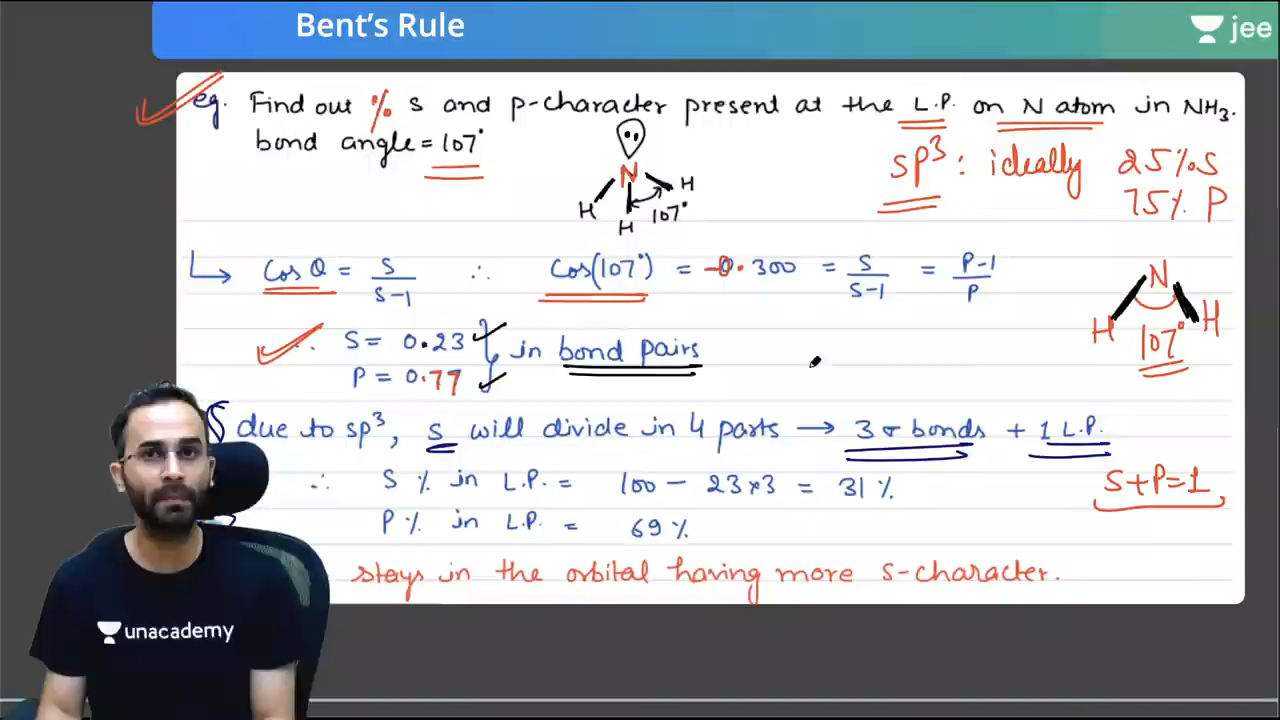 Bent's Rule
jee
eg. Find out % s and p-character present at the L.P. on N atom in NH3.
bond angle = 107°
sp³ : ideally 25% S
75% P
N
H
H
H
107°
Cos θ = S/S-1 ∴ Cos(107°) = -0.300 = S/S-1 = P-1/P
N
H
H
107°
∴ S = 0.23
P = 0.77
in bond pairs
due to sp³, s will divide in 4 parts → 3 σ bonds + 1 L.P.
∴ S % in L.P. = 100 - 23×3 = 31 %
P % in L.P. = 69 %
S+P=1
stays in the orbital having more s-character.
unacademy